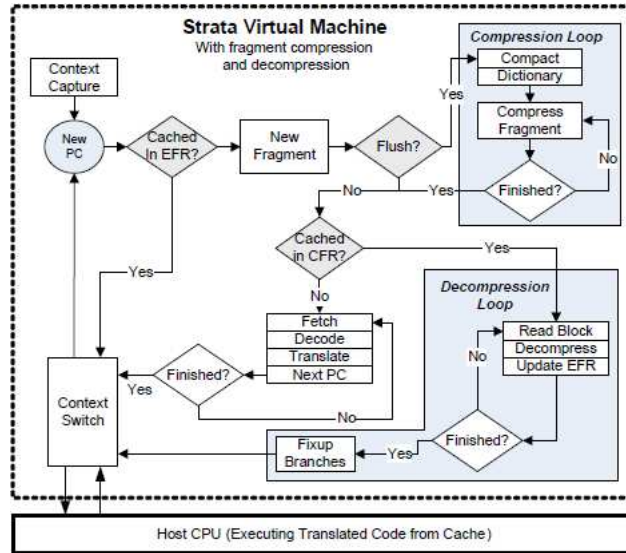 Strata Virtual Machine
With fragment compression
and decompression
Compression Loop
Context
Capture
Compact
Dictionary
Yes
New
PC
Cached
In EFR?
New
Fragment
Flush?
Compress
Fragment
No
No
Yes
Finished?
Cached
in CFR?
Yes
Yes
No
Decompression
Loop
Fetch
Decode
Translate
Next PC
Read Block
Decompress
Update EFR
No
Finished?
Yes
No
Context
Switch
Fixup
Branches
Yes
Finished?
Host CPU (Executing Translated Code from Cache)